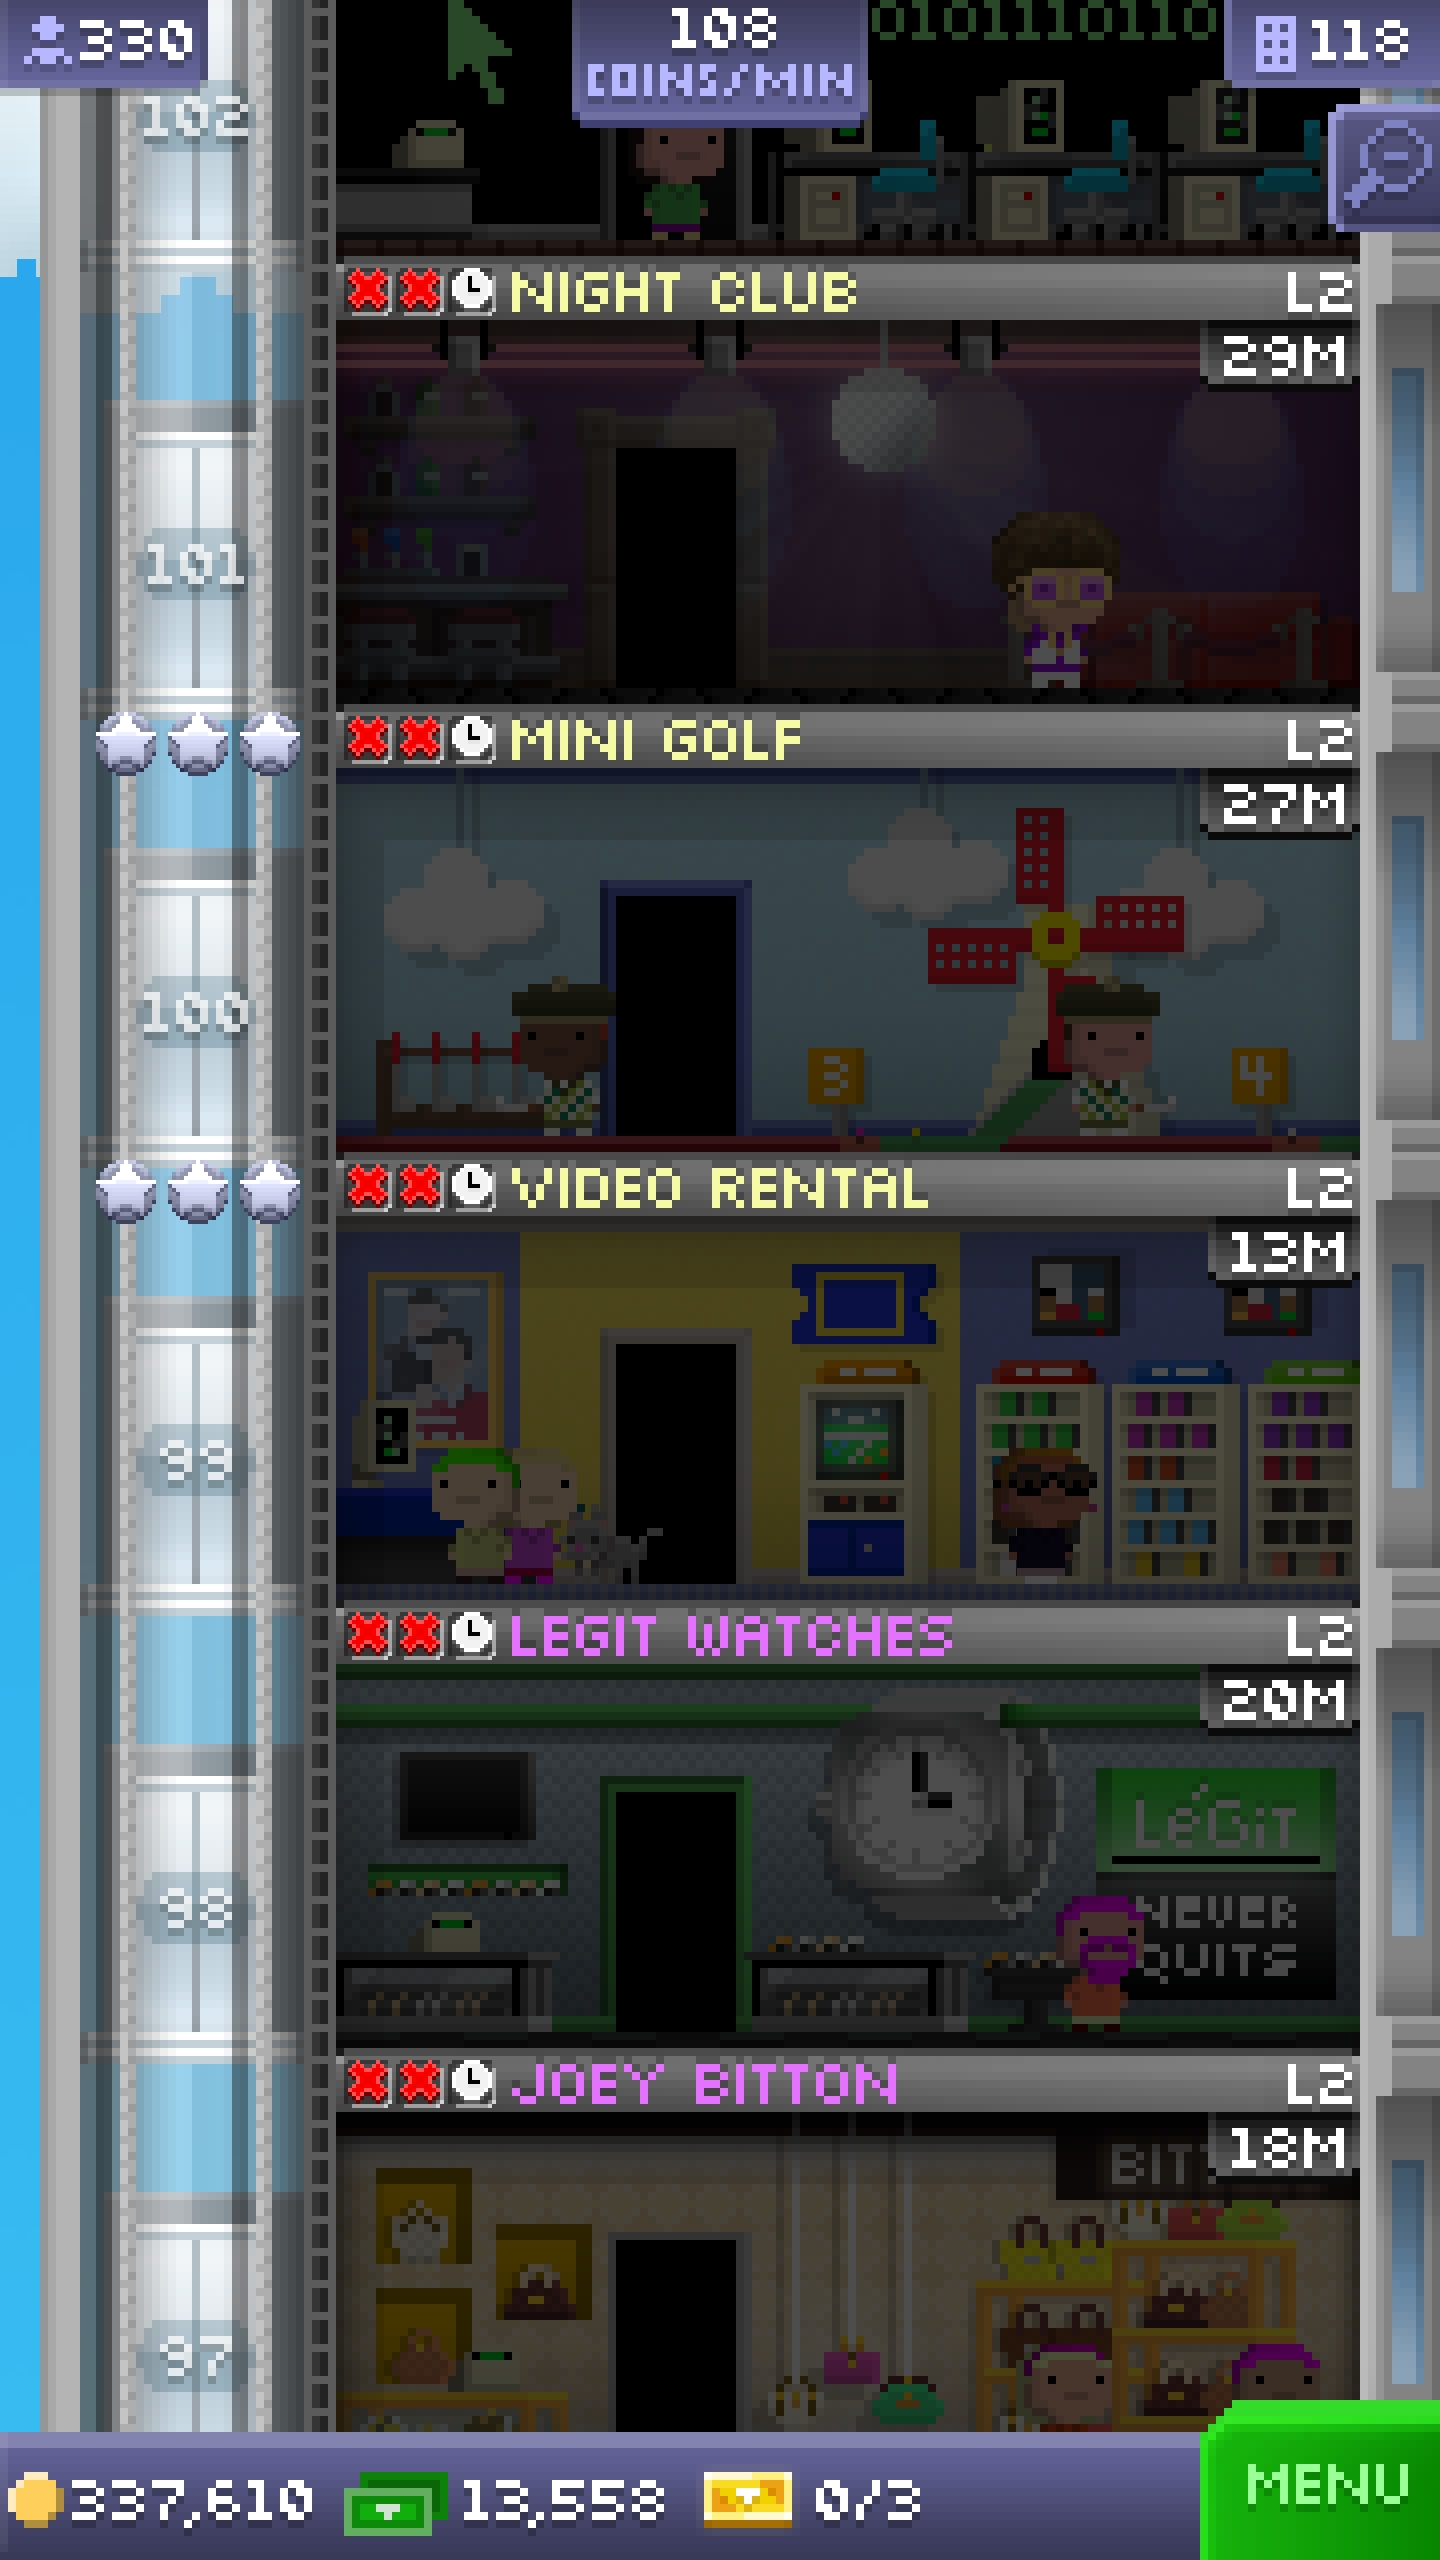 330
108
COINS/MIN
0101110110
118
102
NIGHT CLUB L2
29M
101
MINI GOLF L2
27M
100
3
4
VIDEO RENTAL L2
13M
99
LEGIT WATCHES L2
20M
LéGiT
NEVER
QUITS
98
JOEY BITTON L2
18M
BITT
97
337,610
13,558
0/3
MENU